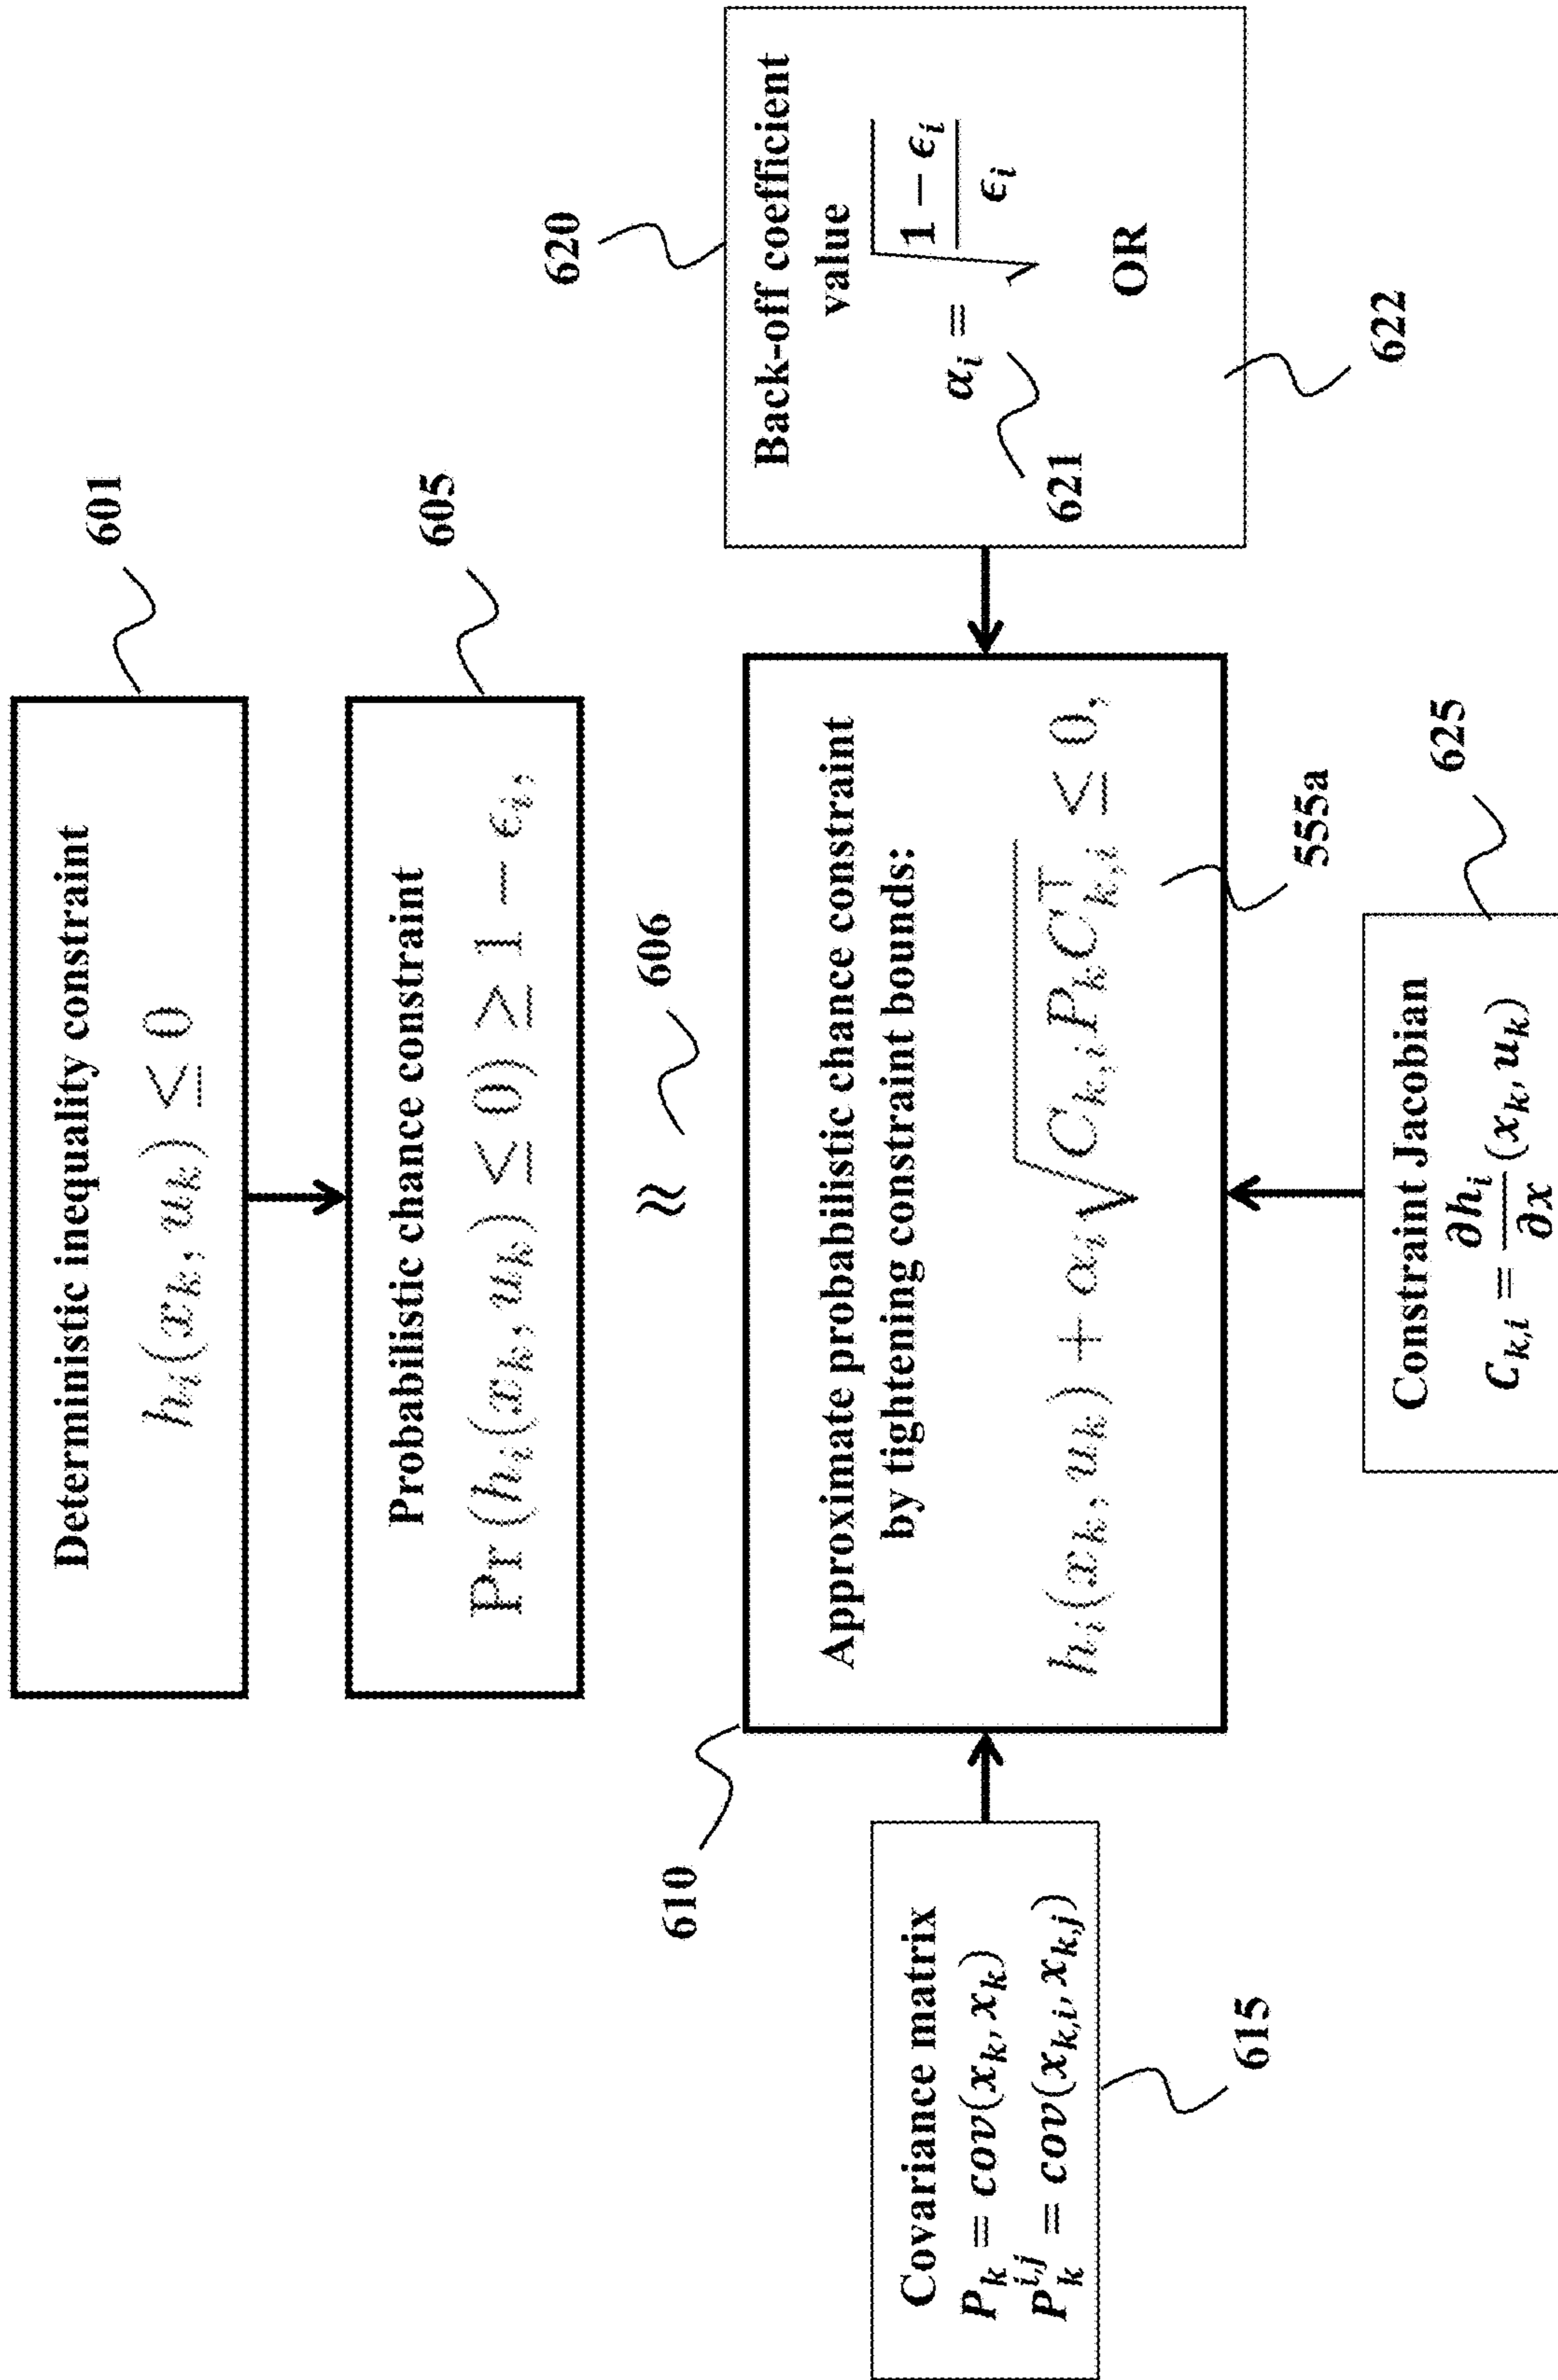 Deterministic inequality constraint
h_i(x_k, u_k) ≤ 0
601
Probabilistic chance constraint
Pr(h_i(x_k, u_k) ≤ 0) ≥ 1 − ϵ_i,
605
≈
606
610
Approximate probabilistic chance constraint
by tightening constraint bounds:
h_i(x_k, u_k) + α_i √(C_{k,i} P_k C_{k,i}^⊤) ≤ 0,
555a
620
Back-off coefficient
value
α_i = √((1 − ϵ_i)/ϵ_i)
621
OR
622
Covariance matrix
P_k = cov(x_k, x_k)
P_k^{i,j} = cov(x_{k,i}, x_{k,j})
615
Constraint Jacobian
C_{k,i} = ∂h_i/∂x (x_k, u_k)
625